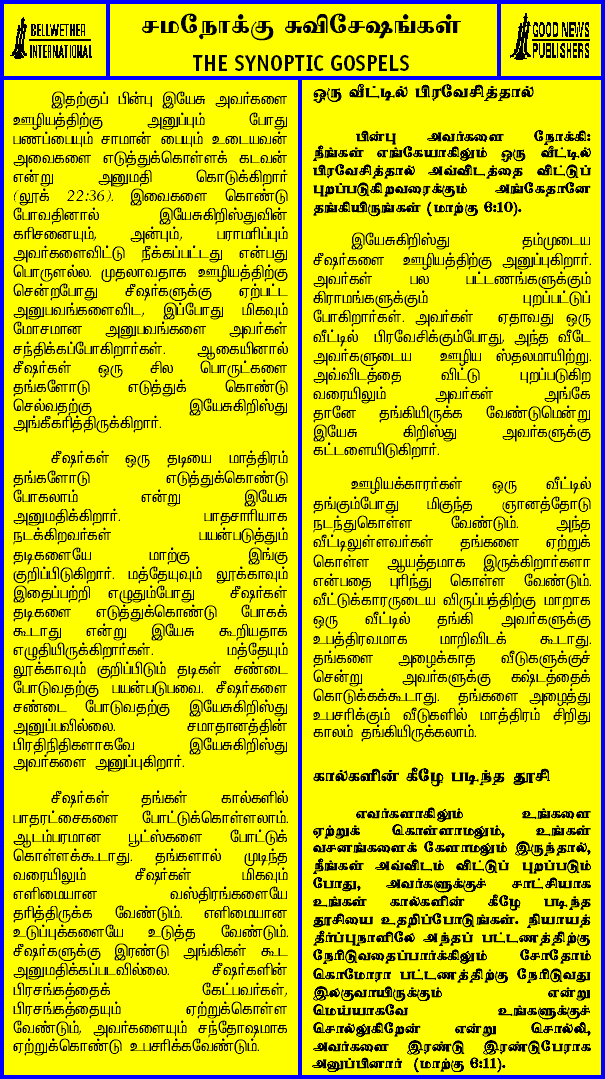 BELLWETHER
INTERNATIONAL
சமநோக்கு சுவிசேஷங்கள்
THE SYNOPTIC GOSPELS
GOOD NEWS
PUBLISHERS
இதற்குப் பின்பு இயேசு அவர்களை
ஊழியத்திற்கு அனுப்பும் போது
பணப்பையும் சாமான் பையும் உடையவன்
அவைகளை எடுத்துக்கொள்ளக் கடவன்
என்று அனுமதி கொடுக்கிறார்
(லூக் 22:36). இவைகளை கொண்டு
போவதினால் இயேசுகிறிஸ்துவின்
கரிசனையும், அன்பும், பராமரிப்பும்
அவர்களைவிட்டு நீக்கப்பட்டது என்பது
பொருளல்ல. முதலாவதாக ஊழியத்திற்கு
சென்றபோது சீஷர்களுக்கு ஏற்பட்ட
அனுபவங்களைவிட, இப்போது மிகவும்
மோசமான அனுபவங்களை அவர்கள்
சந்திக்கப்போகிறார்கள். ஆகையினால்
சீஷர்கள் ஒரு சில பொருட்களை
தங்களோடு எடுத்துக் கொண்டு
செல்வதற்கு இயேசுகிறிஸ்து
அங்கீகரித்திருக்கிறார்.
சீஷர்கள் ஒரு தடியை மாத்திரம்
தங்களோடு எடுத்துக்கொண்டு
போகலாம் என்று இயேசு
அனுமதிக்கிறார். பாதசாரியாக
நடக்கிறவர்கள் பயன்படுத்தும்
தடிகளையே மாற்கு இங்கு
குறிப்பிடுகிறார். மத்தேயுவும் லூக்காவும்
இதைப்பற்றி எழுதும்போது சீஷர்கள்
தடிகளை எடுத்துக்கொண்டு போகக்
கூடாது என்று இயேசு கூறியதாக
எழுதியிருக்கிறார்கள். மத்தேயும்
லூக்காவும் குறிப்பிடும் தடிகள் சண்டை
போடுவதற்கு பயன்படுபவை. சீஷர்களை
சண்டை போடுவதற்கு இயேசுகிறிஸ்து
அனுப்பவில்லை. சமாதானத்தின்
பிரதிநிதிகளாகவே இயேசுகிறிஸ்து
அவர்களை அனுப்புகிறார்.
சீஷர்கள் தங்கள் கால்களில்
பாதரட்சைகளை போட்டுக்கொள்ளலாம்.
ஆடம்பரமான பூட்ஸ்களை போட்டுக்
கொள்ளக்கூடாது. தங்களால் முடிந்த
வரையிலும் சீஷர்கள் மிகவும்
எளிமையான வஸ்திரங்களையே
தரித்திருக்க வேண்டும். எளிமையான
உடுப்புக்களையே உடுத்த வேண்டும்.
சீஷர்களுக்கு இரண்டு அங்கிகள் கூட
அனுமதிக்கப்படவில்லை. சீஷர்களின்
பிரசங்கத்தைக் கேட்பவர்கள்,
பிரசங்கத்தையும் ஏற்றுக்கொள்ள
வேண்டும், அவர்களையும் சந்தோஷமாக
ஏற்றுக்கொண்டு உபசரிக்கவேண்டும்.
ஒரு வீட்டில் பிரவேசித்தால்
பின்பு அவர்களை நோக்கி:
நீங்கள் எங்கேயாகிலும் ஒரு வீட்டில்
பிரவேசித்தால் அவ்விடத்தை விட்டுப்
புறப்படுகிறவரைக்கும் அங்கேதானே
தங்கியிருங்கள் (மாற்கு 6:10).
இயேசுகிறிஸ்து தம்முடைய
சீஷர்களை ஊழியத்திற்கு அனுப்புகிறார்.
அவர்கள் பல பட்டணங்களுக்கும்
கிராமங்களுக்கும் புறப்பட்டுப்
போகிறார்கள். அவர்கள் ஏதாவது ஒரு
வீட்டில் பிரவேசிக்கும்போது, அந்த வீடே
அவர்களுடைய ஊழிய ஸ்தலமாயிற்று.
அவ்விடத்தை விட்டு புறப்படுகிற
வரையிலும் அவர்கள் அங்கே
தானே தங்கியிருக்க வேண்டுமென்று
இயேசு கிறிஸ்து அவர்களுக்கு
கட்டளையிடுகிறார்.
ஊழியக்காரர்கள் ஒரு வீட்டில்
தங்கும்போது மிகுந்த ஞானத்தோடு
நடந்துகொள்ள வேண்டும். அந்த
வீட்டிலுள்ளவர்கள் தங்களை ஏற்றுக்
கொள்ள ஆயத்தமாக இருக்கிறார்களா
என்பதை புரிந்து கொள்ள வேண்டும்.
வீட்டுக்காரருடைய விருப்பத்திற்கு மாறாக
ஒரு வீட்டில் தங்கி அவர்களுக்கு
உபத்திரவமாக மாறிவிடக் கூடாது.
தங்களை அழைக்காத வீடுகளுக்குச்
சென்று அவர்களுக்கு கஷ்டத்தைக்
கொடுக்கக்கூடாது. தங்களை அழைத்து
உபசரிக்கும் வீடுகளில் மாத்திரம் சிறிது
காலம் தங்கியிருக்கலாம்.
கால்களின் கீழே படிந்த தூசி
எவர்களாகிலும் உங்களை
ஏற்றுக் கொள்ளாமலும், உங்கள்
வசனங்களைக் கேளாமலும் இருந்தால்,
நீங்கள் அவ்விடம் விட்டுப் புறப்படும்
போது, அவர்களுக்குச் சாட்சியாக
உங்கள் கால்களின் கீழே படிந்த
தூசியை உதறிப்போடுங்கள். நியாயத்
தீர்ப்புநாளிலே அந்தப் பட்டணத்திற்கு
நேரிடுவதைப்பார்க்கிலும் சோதோம்
கொமோரா பட்டணத்திற்கு நேரிடுவது
இலகுவாயிருக்கும் என்று
மெய்யாகவே உங்களுக்குச்
சொல்லுகிறேன் என்று சொல்லி,
அவர்களை இரண்டு இரண்டுபேராக
அனுப்பினார் (மாற்கு 6:11).